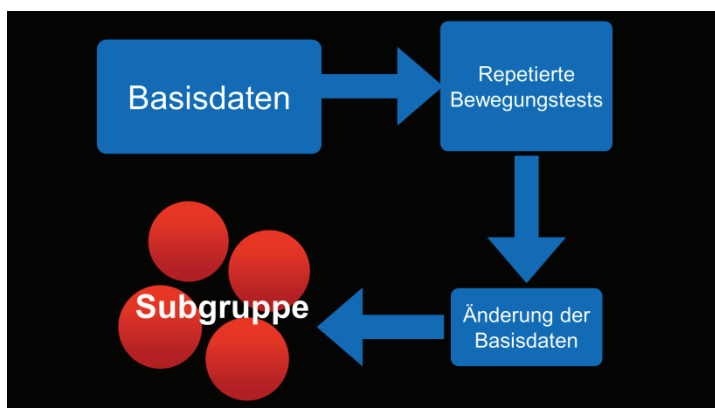 Basisdaten
Repetierte
Bewegungstests
Änderung der
Basisdaten
Subgruppe